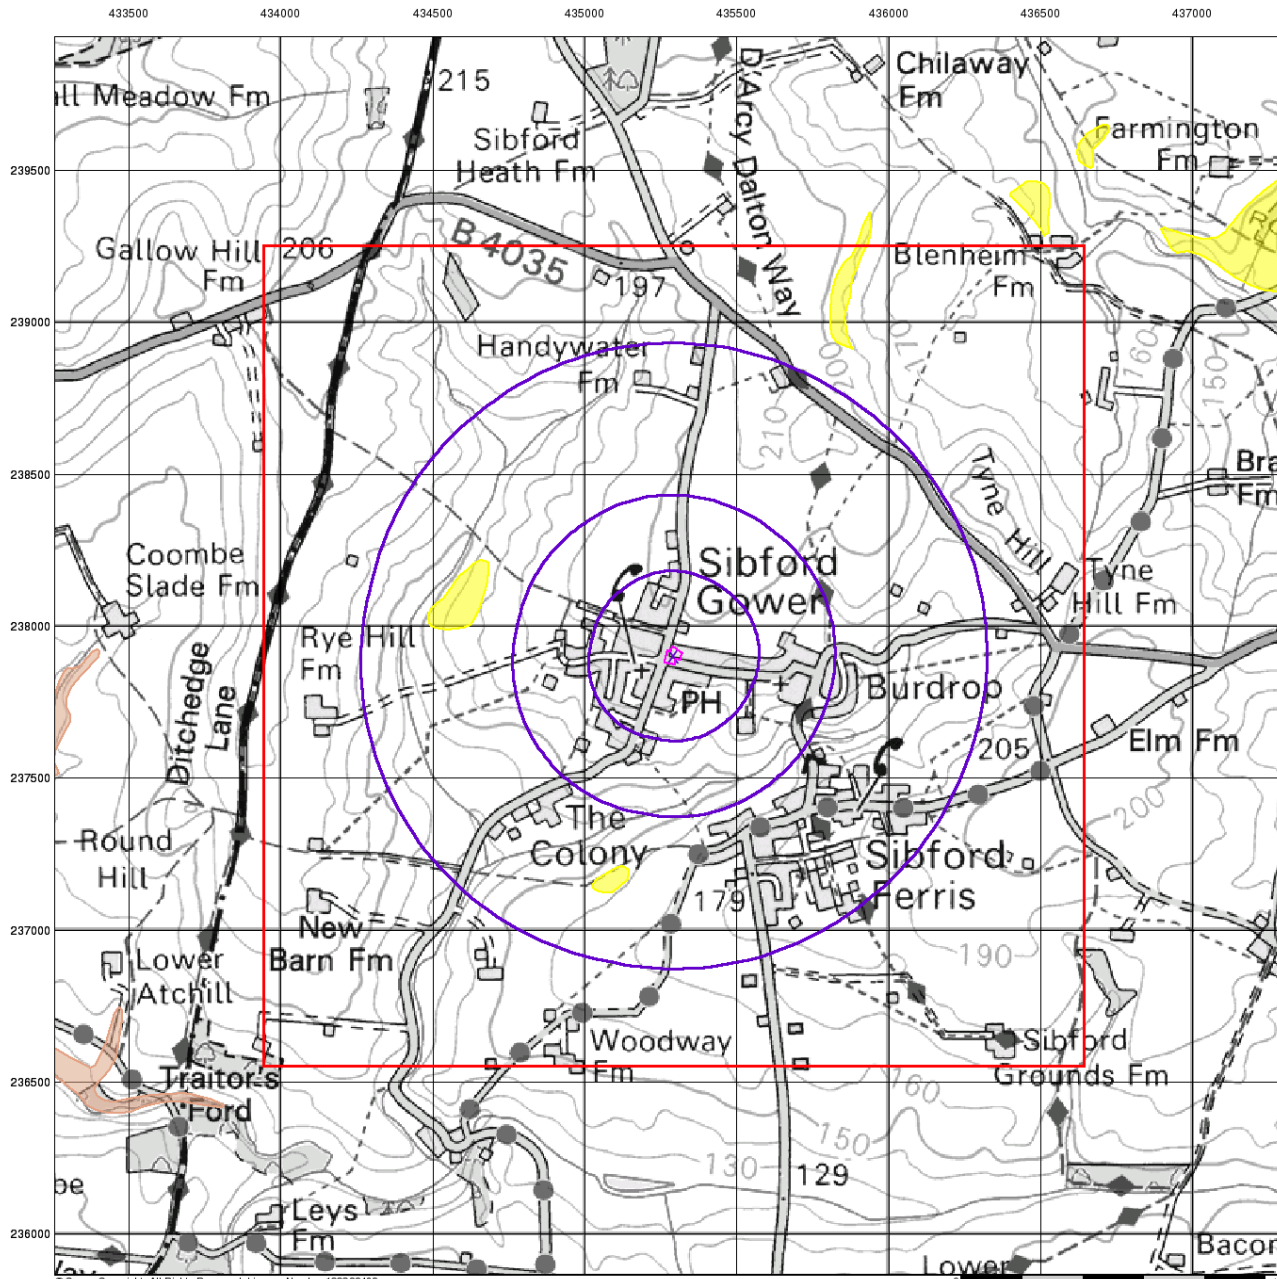 433500 434000 434500 435000 435500 436000 436500 437000
239500
239000
238500
238000
237500
237000
236500
236000
ill Meadow Fm
215
D'Arcy Dalton Way
Chilaway
Fm
Farmington
Fm
Sibford
Heath Fm
Gallow Hill
Fm
206
B4035
197
Blenheim
Fm
Handywater
Fm
200
170
160
150
210
Tyne Hill
Bra
Fm
Coombe
Slade Fm
Sibford
Gower
Tyne
Hill Fm
Rye Hill
Fm
Ditchedge
Lane
PH
Burdrop
205
Elm Fm
200
Round
Hill
The
Colony
Sibford
Ferris
179
New
Barn Fm
190
Lower
Atchill
Woodway
Fm
Sibford
Grounds Fm
Traitor's
Ford
160
150
130
129
be
Leys
Fm
Way
Lower
Bacon